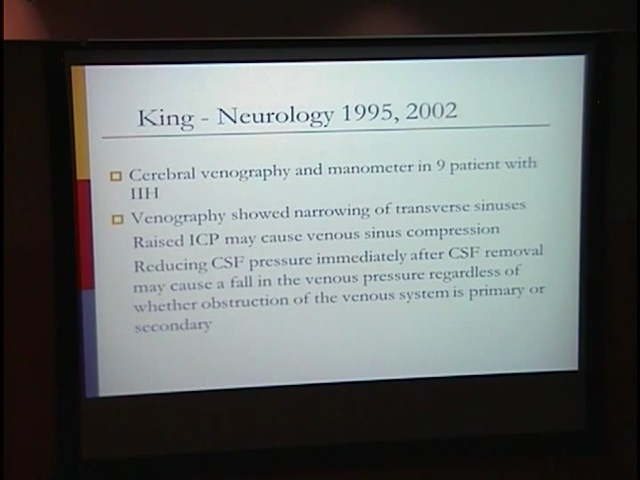 King - Neurology 1995, 2002
Cerebral venography and manometer in 9 patient with
IIH
Venography showed narrowing of transverse sinuses
Raised ICP may cause venous sinus compression
Reducing CSF pressure immediately after CSF removal
may cause a fall in the venous pressure regardless of
whether obstruction of the venous system is primary or
secondary